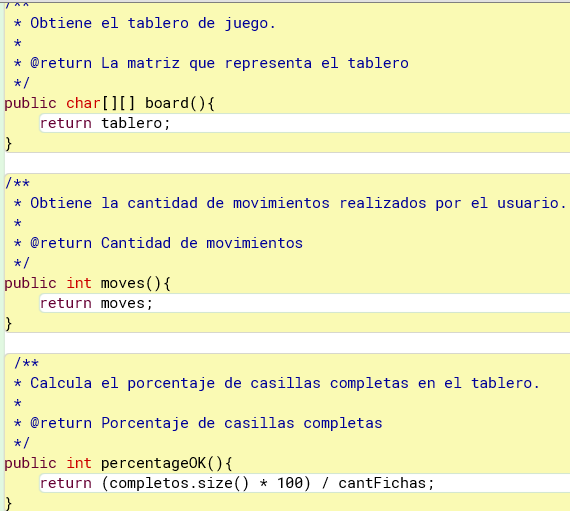 /**
 * Obtiene el tablero de juego.
 *
 * @return La matriz que representa el tablero
 */
public char[][] board(){
    return tablero;
}
/**
 * Obtiene la cantidad de movimientos realizados por el usuario.
 *
 * @return Cantidad de movimientos
 */
public int moves(){
    return moves;
}
 /**
 * Calcula el porcentaje de casillas completas en el tablero.
 *
 * @return Porcentaje de casillas completas
 */
public int percentageOK(){
    return (completos.size() * 100) / cantFichas;
}